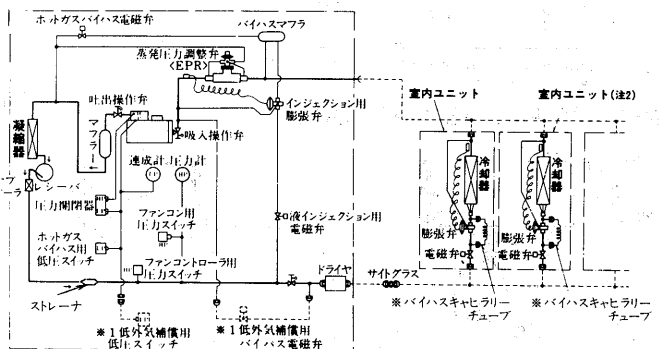 ホットガスバイパス電磁弁
バイハスマフラ
蒸発圧力調整弁
<EPR>
吐出操作弁
インジェクション用
膨張弁
吸入操作弁
凝縮器
マフラー
連成計
圧力計
レシーバ
圧力開閉器
ファンコン用
圧力スイッチ
液インジェクション用
電磁弁
ホットガス
バイパス用
低圧スイッチ
ファンコントローラ用
圧力スイッチ
ドライヤ
サイトグラス
ストレーナ
※1低外気補償用
低圧スイッチ
※1低外気補償用
バイパス電磁弁
室内ユニット
室内ユニット(注2)
冷却器
冷却器
膨張弁
電磁弁
膨張弁
電磁弁
※バイハスキャピラリー
チューブ
※バイハスキャピラリー
チューブ